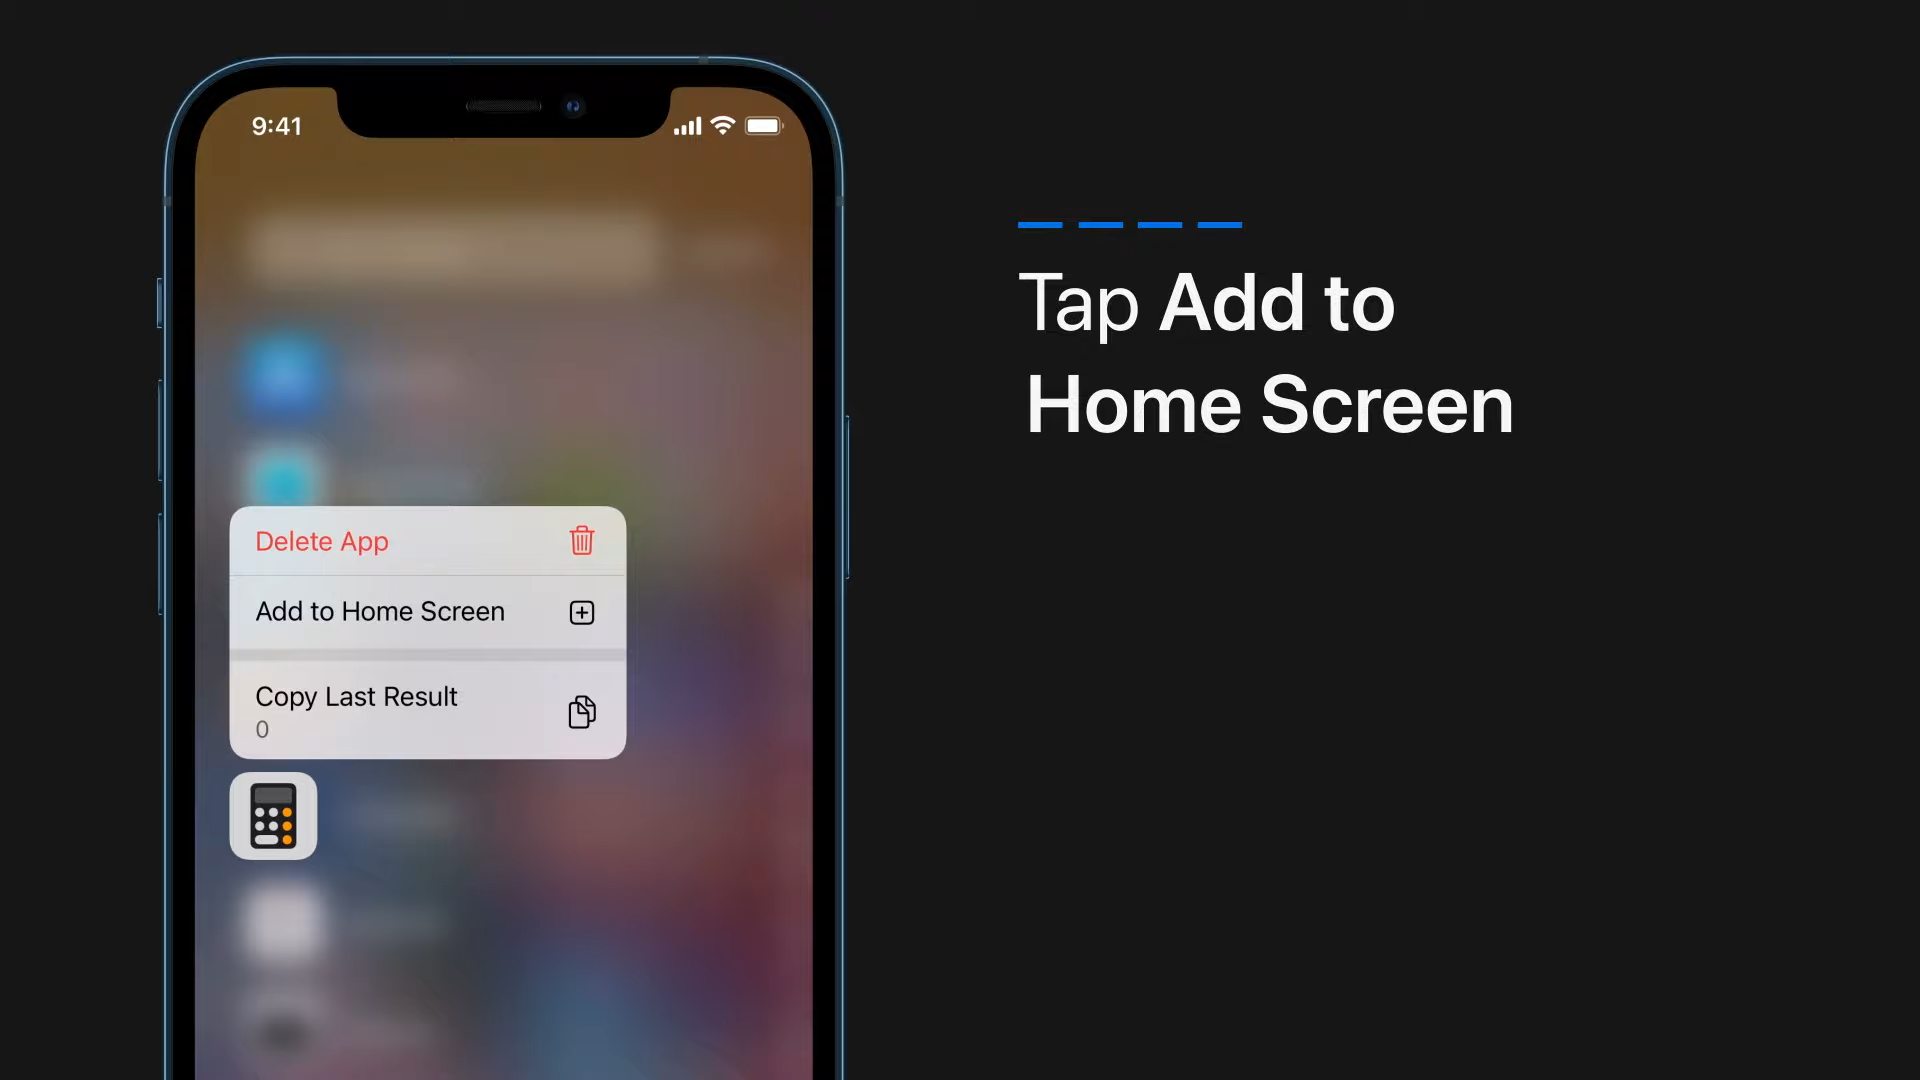 9:41
Tap Add to
Home Screen
Delete App
Add to Home Screen
Copy Last Result
0